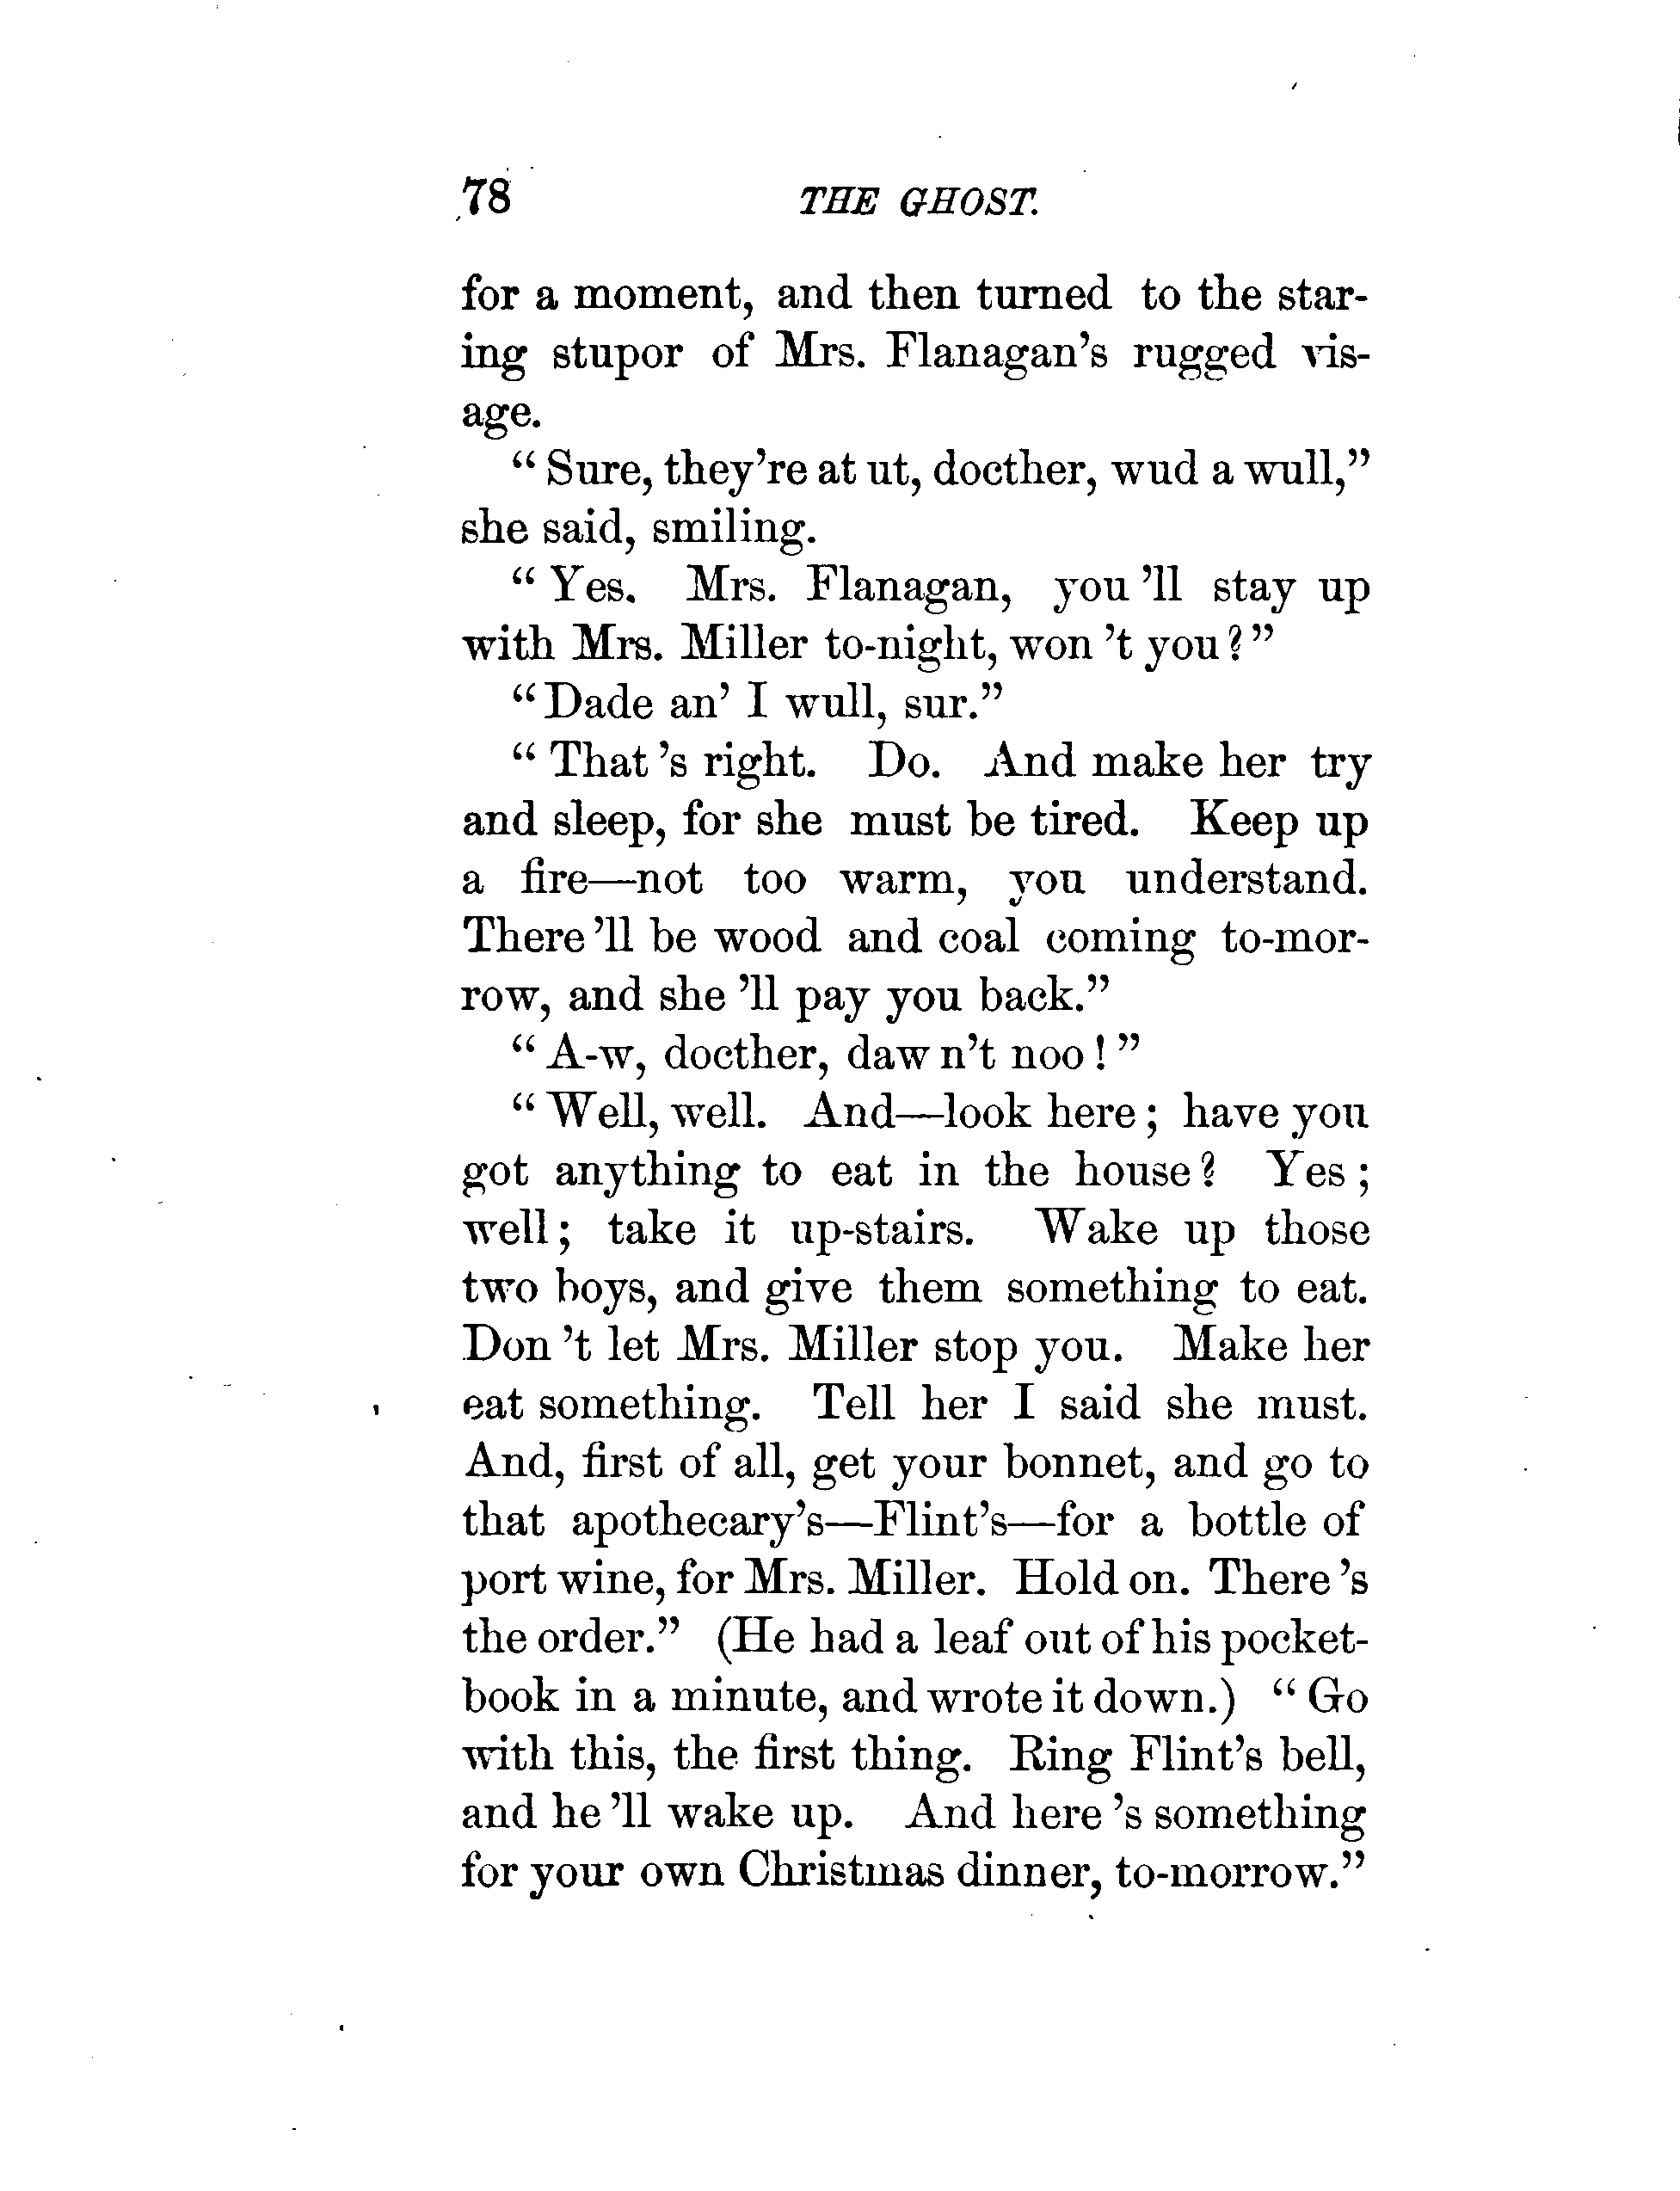 78 THE GHOST.
for a moment, and then turned to the star-
ing stupor of Mrs. Flanagan's rugged vis-
age.
"Sure, they're at ut, docther, wud a wull,"
she said, smiling.
"Yes. Mrs. Flanagan, you 'll stay up
with Mrs. Miller to-night, won 't you?"
"Dade an' I wull, sur."
"That 's right. Do. And make her try
and sleep, for she must be tired. Keep up
a fire—not too warm, you understand.
There 'll be wood and coal coming to-mor-
row, and she 'll pay you back."
"A-w, docther, daw n't noo!"
"Well, well. And—look here; have you
got anything to eat in the house? Yes;
well; take it up-stairs. Wake up those
two boys, and give them something to eat.
Don 't let Mrs. Miller stop you. Make her
eat something. Tell her I said she must.
And, first of all, get your bonnet, and go to
that apothecary's—Flint's—for a bottle of
port wine, for Mrs. Miller. Hold on. There 's
the order." (He had a leaf out of his pocket-
book in a minute, and wrote it down.) "Go
with this, the first thing. Ring Flint's bell,
and he 'll wake up. And here 's something
for your own Christmas dinner, to-morrow."